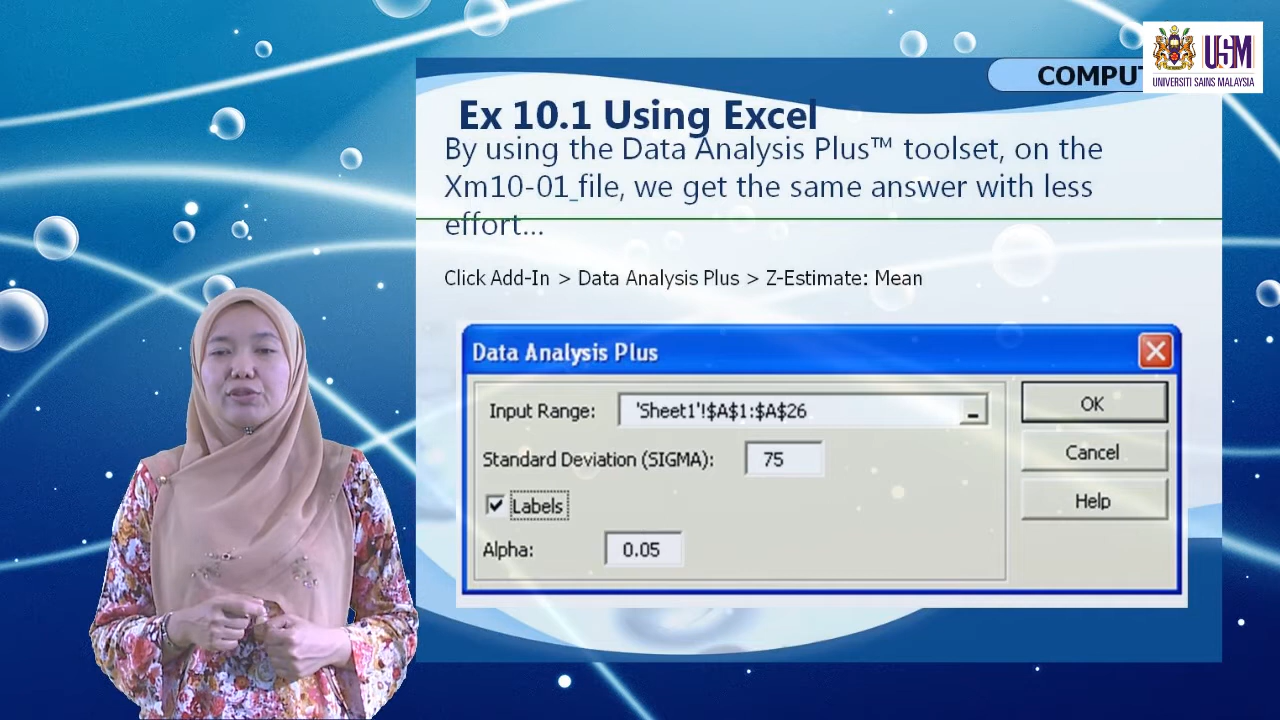 COMPUT
USM
UNIVERSITI SAINS MALAYSIA
Ex 10.1 Using Excel
By using the Data Analysis Plus™ toolset, on the
Xm10-01_file, we get the same answer with less
effort...
Click Add-In > Data Analysis Plus > Z-Estimate: Mean
Data Analysis Plus
Input Range: 'Sheet1'!$A$1:$A$26
OK
Standard Deviation (SIGMA): 75
Cancel
Labels
Help
Alpha: 0.05